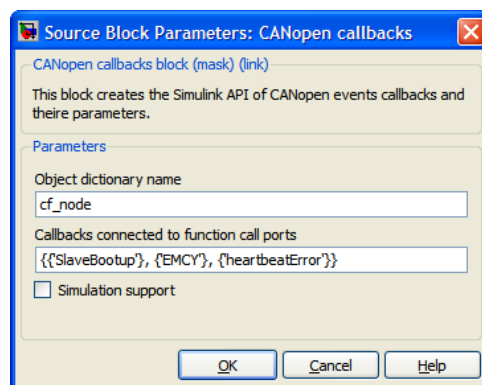 Source Block Parameters: CANopen callbacks
CANopen callbacks block (mask) (link)
This block creates the Simulink API of CANopen events callbacks and
theire parameters.
Parameters
Object dictionary name
cf_node
Callbacks connected to function call ports
{{'SlaveBootup'}, {'EMCY'}, {'heartbeatError'}}
Simulation support
OK Cancel Help